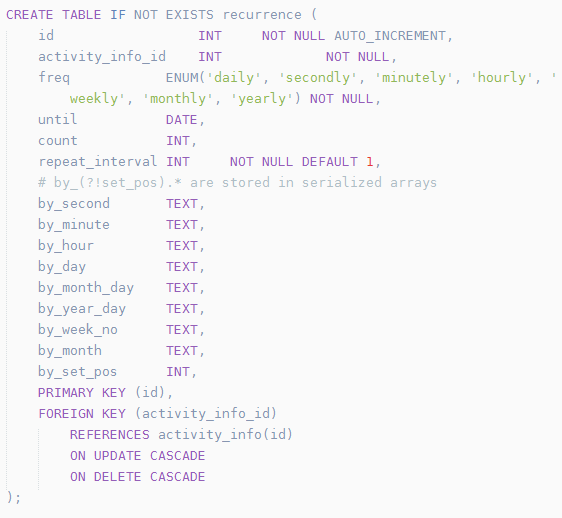 CREATE TABLE IF NOT EXISTS recurrence (
    id                  INT     NOT NULL AUTO_INCREMENT,
    activity_info_id    INT             NOT NULL,
    freq            ENUM('daily', 'secondly', 'minutely', 'hourly', '
        weekly', 'monthly', 'yearly') NOT NULL,
    until           DATE,
    count           INT,
    repeat_interval INT     NOT NULL DEFAULT 1,
    # by_(?!set_pos).* are stored in serialized arrays
    by_second       TEXT,
    by_minute       TEXT,
    by_hour         TEXT,
    by_day          TEXT,
    by_month_day    TEXT,
    by_year_day     TEXT,
    by_week_no      TEXT,
    by_month        TEXT,
    by_set_pos      INT,
    PRIMARY KEY (id),
    FOREIGN KEY (activity_info_id)
        REFERENCES activity_info(id)
        ON UPDATE CASCADE
        ON DELETE CASCADE
);